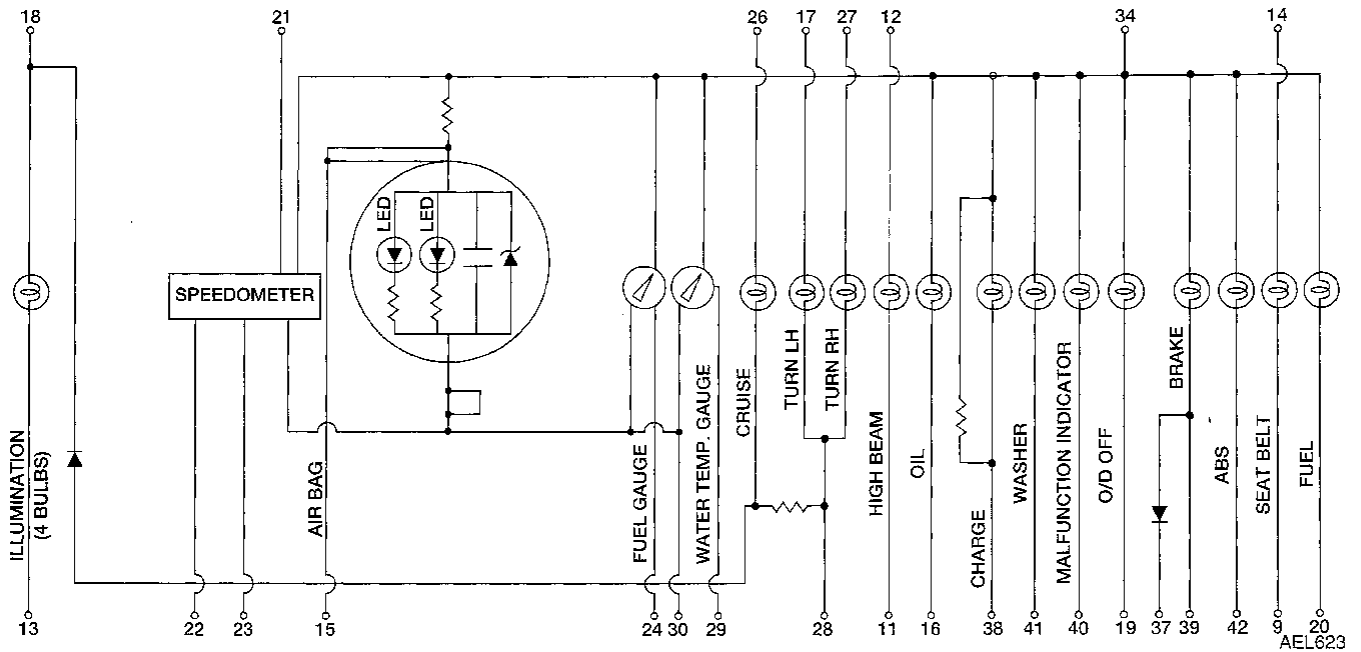 18 21 26 17 27 12 34 14
LED
LED
SPEEDOMETER
ILLUMINATION
(4 BULBS)
AIR BAG
FUEL GAUGE
WATER TEMP. GAUGE
CRUISE
TURN LH
TURN RH
HIGH BEAM
OIL
CHARGE
WASHER
MALFUNCTION INDICATOR
O/D OFF
BRAKE
ABS
SEAT BELT
FUEL
13 22 23 15 24 30 29 28 11 16 38 41 40 19 37 39 42 9 20
AEL623